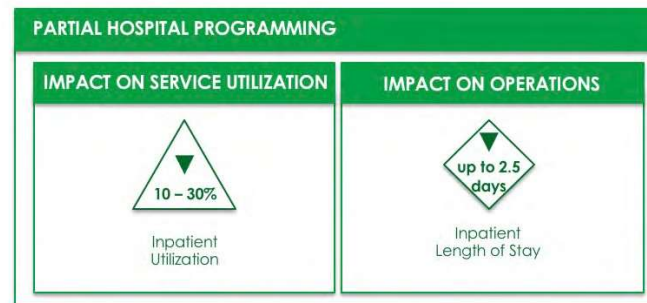 PARTIAL HOSPITAL PROGRAMMING
IMPACT ON SERVICE UTILIZATION
▼
10 – 30%
Inpatient
Utilization
IMPACT ON OPERATIONS
▼
up to 2.5
days
Inpatient
Length of Stay